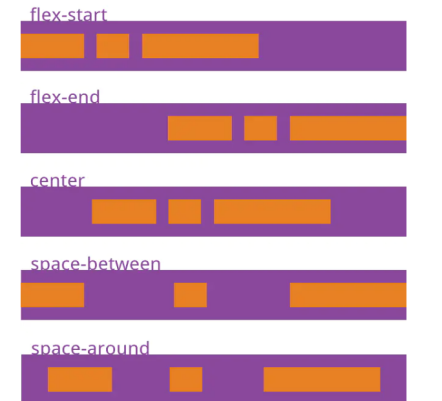 flex-start
flex-end
center
space-between
space-around